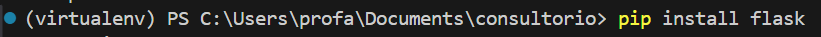 (virtualenv) PS C:\Users\profa\Documents\consultorio> pip install flask